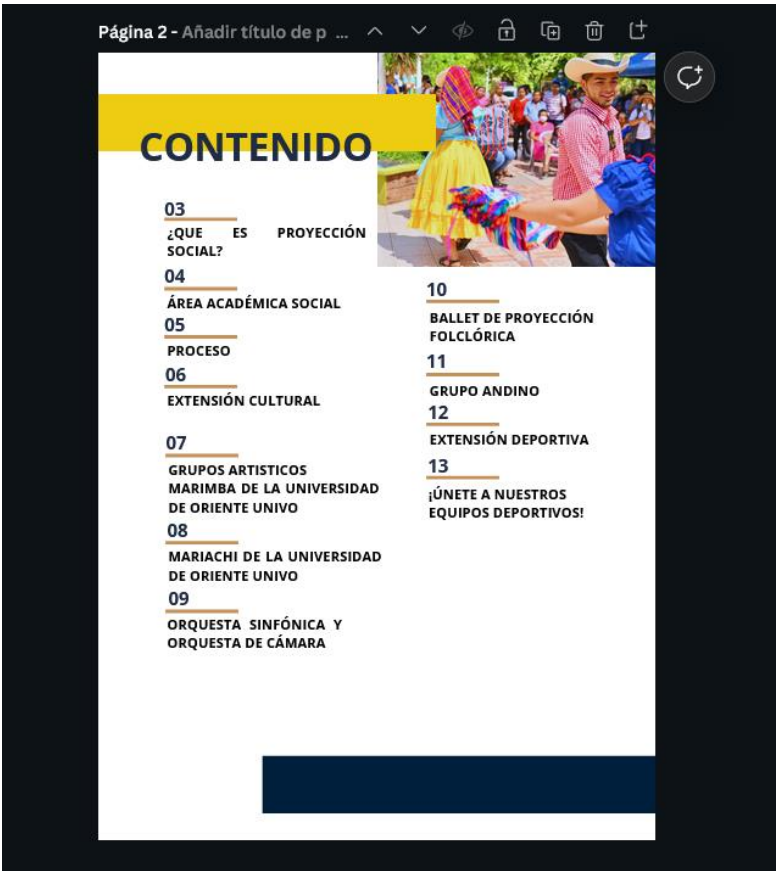 Página 2 - Añadir título de p ...
CONTENIDO
03
¿QUE ES PROYECCIÓN
SOCIAL?
04
ÁREA ACADÉMICA SOCIAL
05
PROCESO
06
EXTENSIÓN CULTURAL
07
GRUPOS ARTISTICOS
MARIMBA DE LA UNIVERSIDAD
DE ORIENTE UNIVO
08
MARIACHI DE LA UNIVERSIDAD
DE ORIENTE UNIVO
09
ORQUESTA SINFÓNICA Y
ORQUESTA DE CÁMARA
10
BALLET DE PROYECCIÓN
FOLCLÓRICA
11
GRUPO ANDINO
12
EXTENSIÓN DEPORTIVA
13
¡ÚNETE A NUESTROS
EQUIPOS DEPORTIVOS!